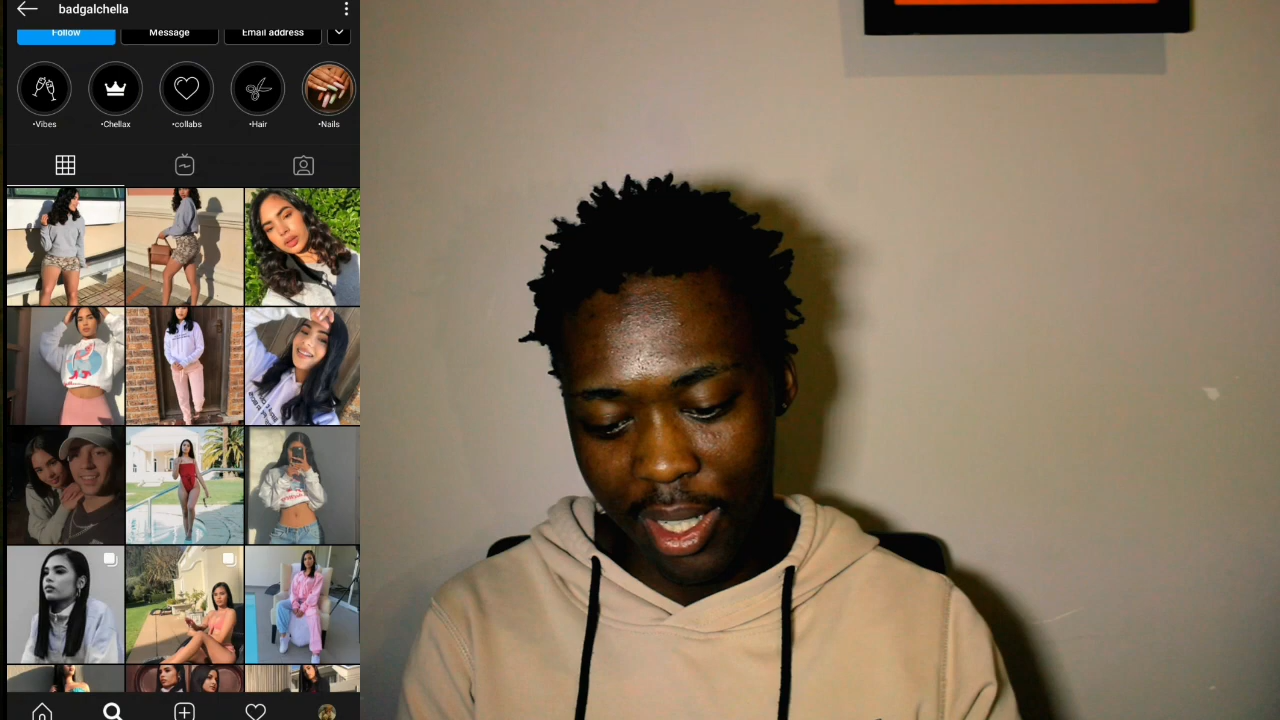 badgalchella
Follow
Message
Email address
•Vibes
•Chellax
•collabs
•Hair
•Nails